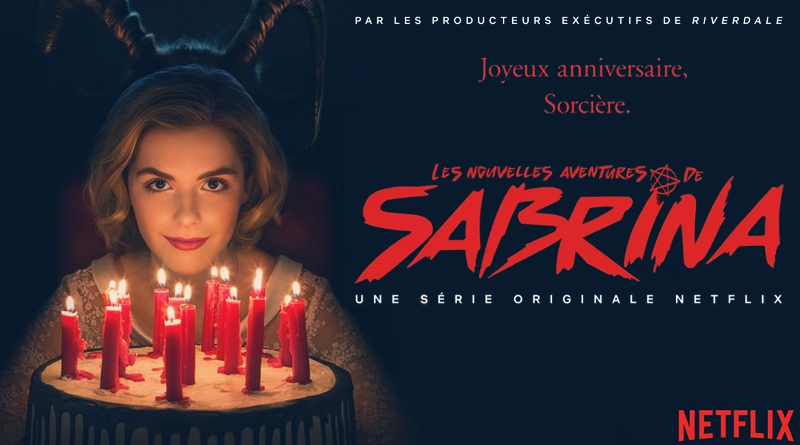 PAR LES PRODUCTEURS EXÉCUTIFS DE RIVERDALE
Joyeux anniversaire,
Sorcière.
LES NOUVELLES AVENTURES DE
SABRINA
UNE SÉRIE ORIGINALE NETFLIX
NETFLIX